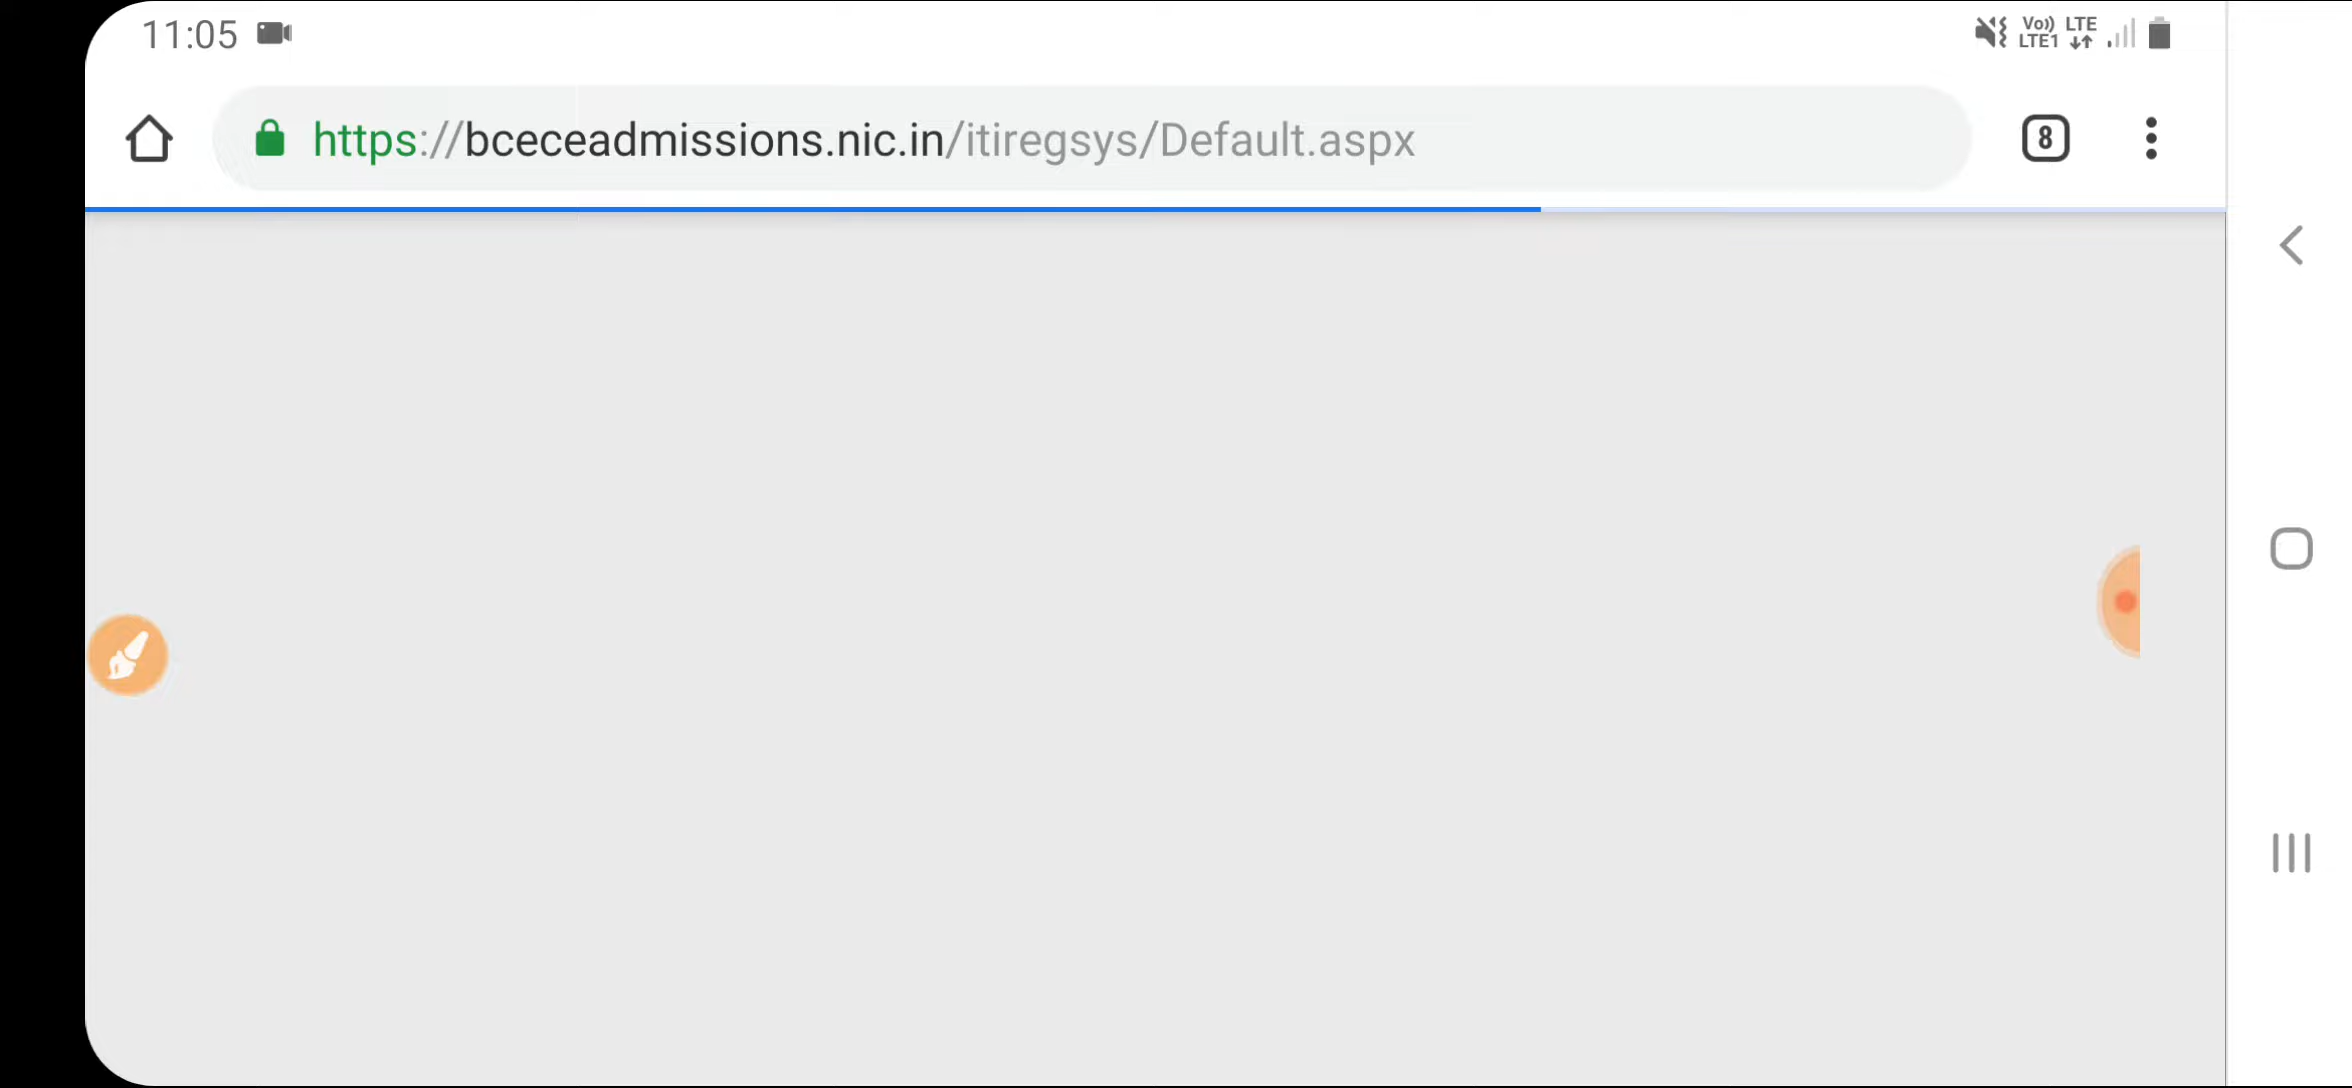 11:05
Vo)) LTE
LTE1
https://bceceadmissions.nic.in/itiregsys/Default.aspx
8